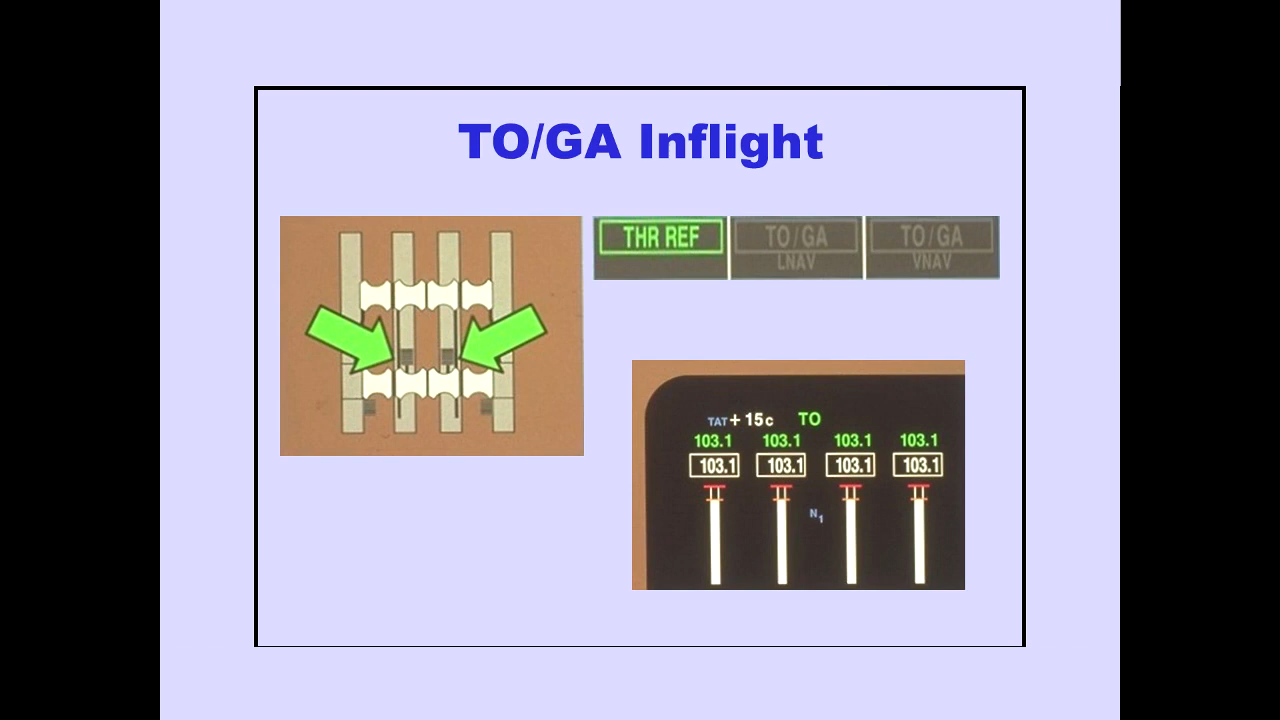 TO/GA Inflight
THR REF TO/GA TO/GA
LNAV VNAV
TAT +15c TO
103.1 103.1 103.1 103.1
103.1 103.1 103.1 103.1
N1